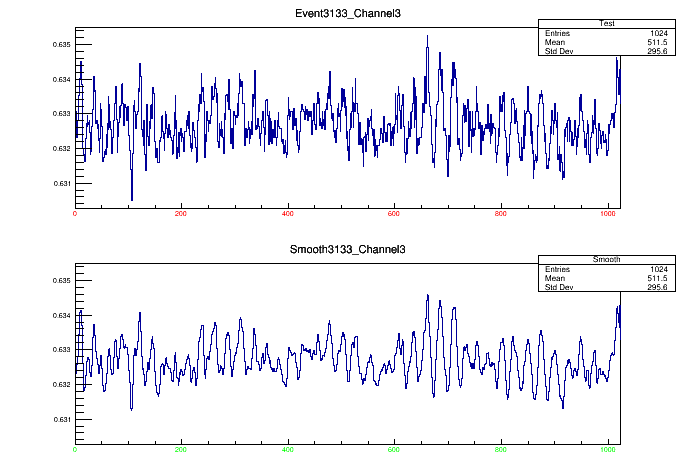 Event3133_Channel3
Test
Entries 1024
Mean 511.5
Std Dev 295.6
0.635
0.634
0.633
0.632
0.631
0 200 400 600 800 1000
Smooth3133_Channel3
Smooth
Entries 1024
Mean 511.5
Std Dev 295.6
0.635
0.634
0.633
0.632
0.631
0 200 400 600 800 1000